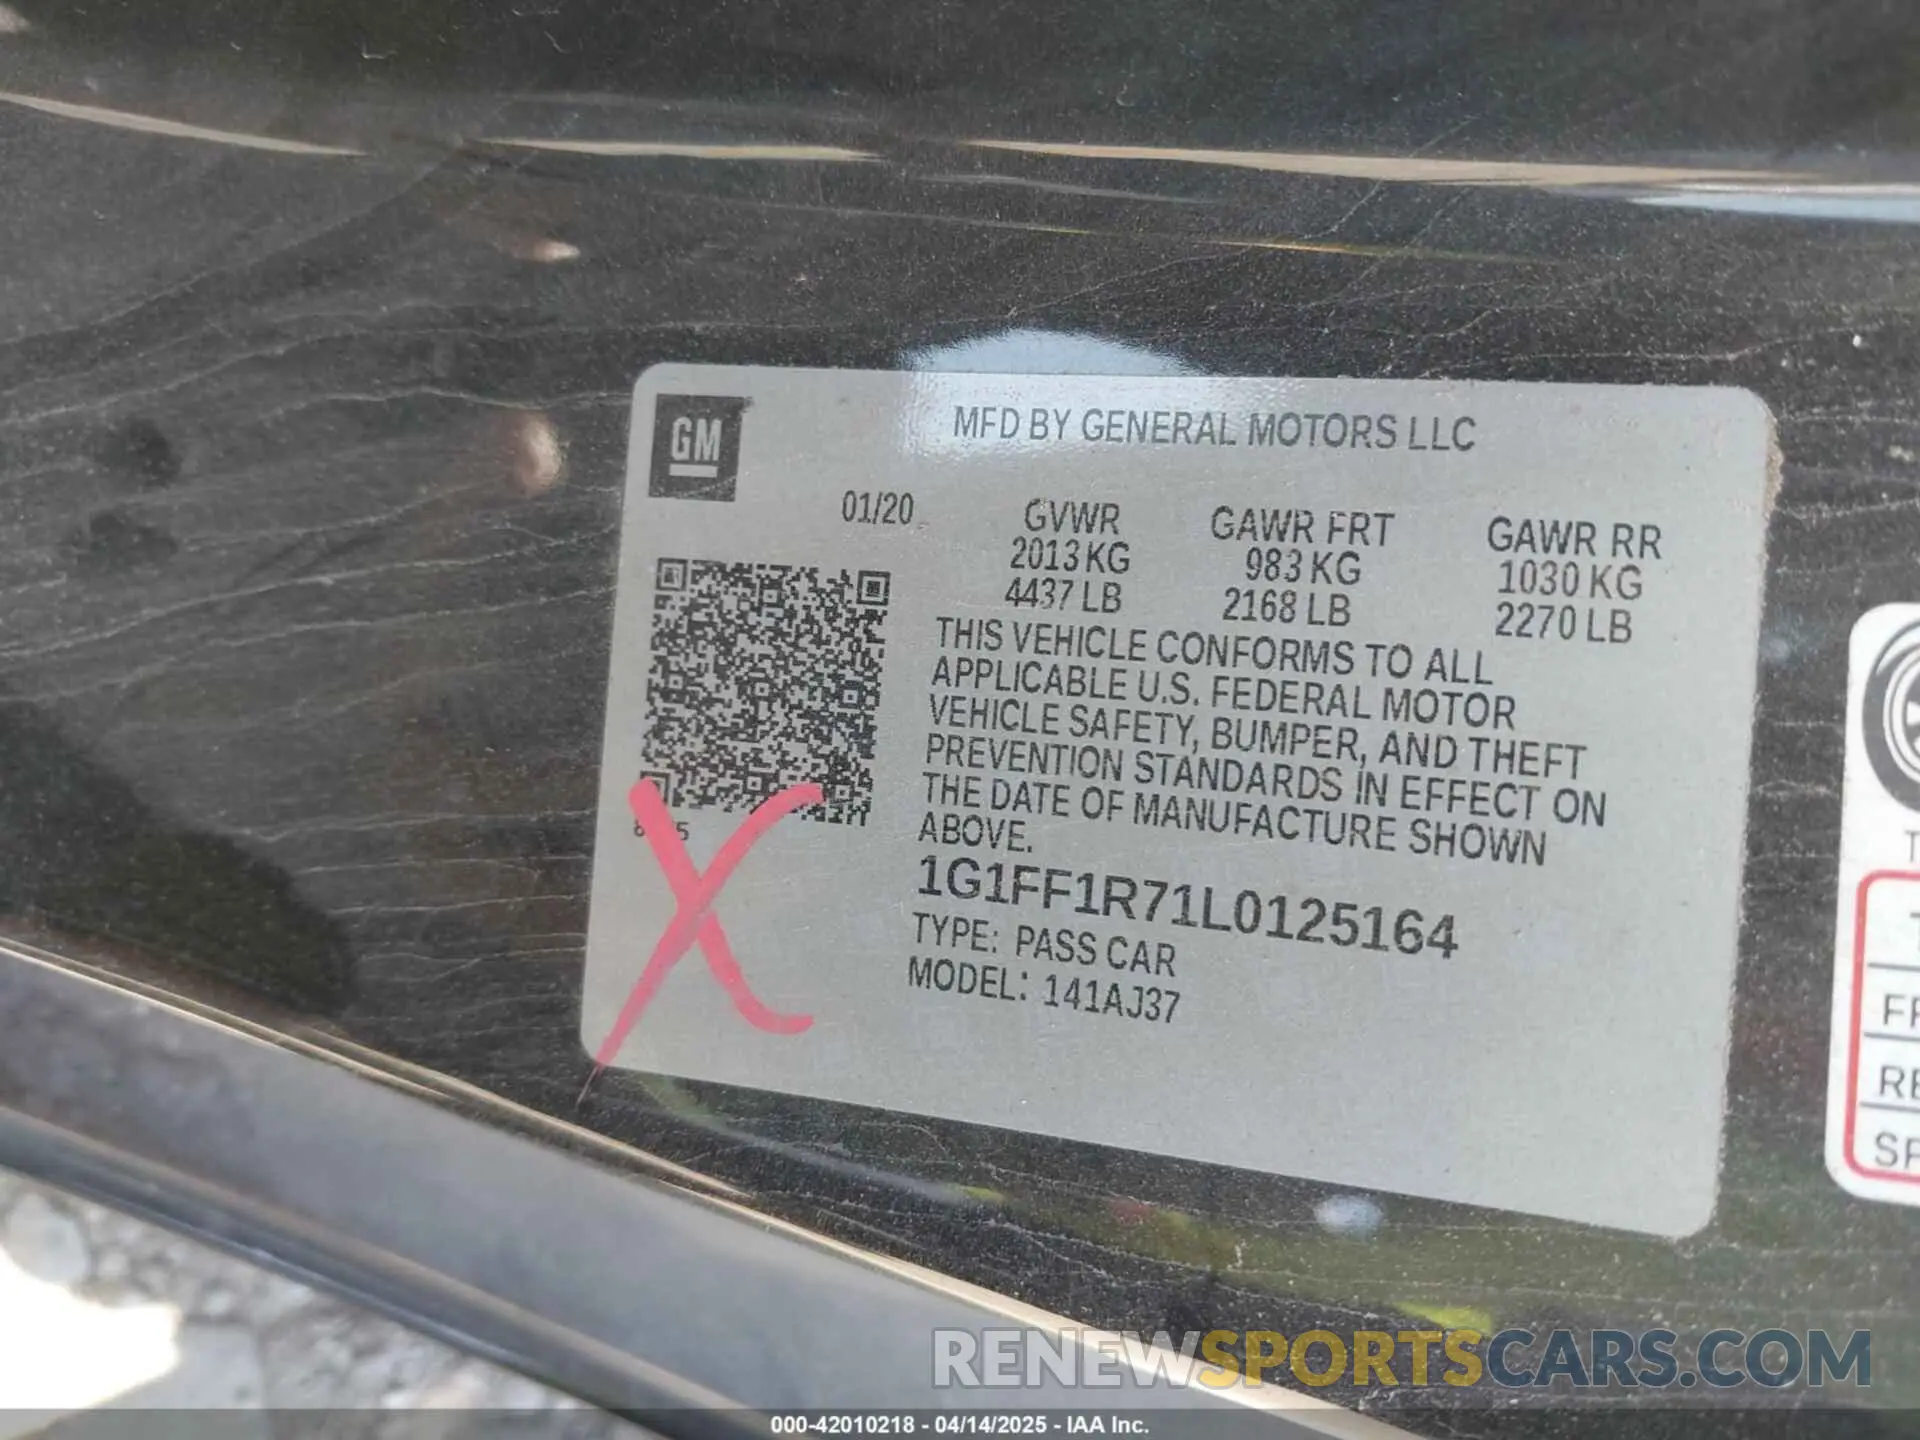 GM
MFD BY GENERAL MOTORS LLC
01/20
GVWR
2013 KG
4437 LB
GAWR FRT
983 KG
2168 LB
GAWR RR
1030 KG
2270 LB
THIS VEHICLE CONFORMS TO ALL
APPLICABLE U.S. FEDERAL MOTOR
VEHICLE SAFETY, BUMPER, AND THEFT
PREVENTION STANDARDS IN EFFECT ON
THE DATE OF MANUFACTURE SHOWN
ABOVE.
1G1FF1R71L0125164
TYPE: PASS CAR
MODEL: 141AJ37
RENEWSPORTSCARS.COM
000-42010218 - 04/14/2025 - IAA Inc.